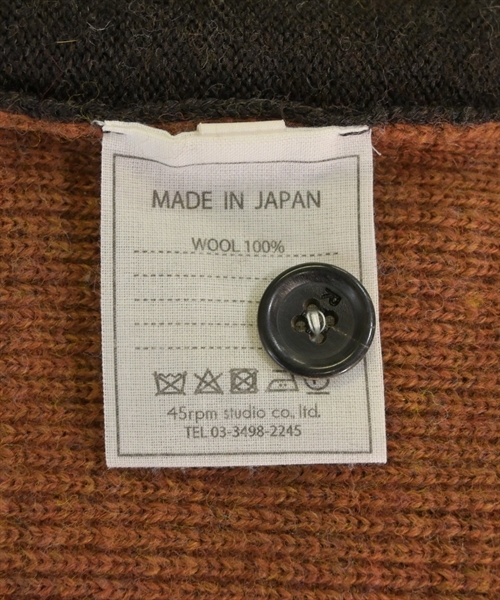 MADE IN JAPAN
WOOL 100%
45rpm studio co., ltd.
TEL 03-3498-2245